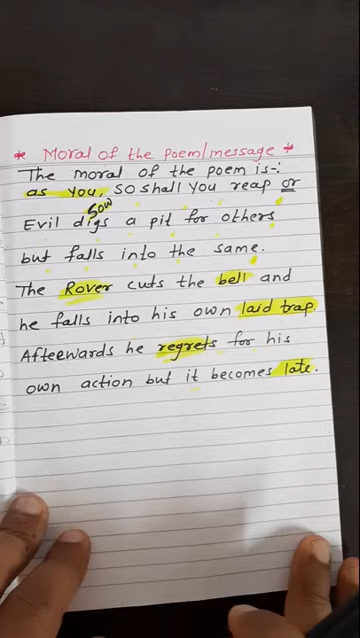 * Moral of the Poem/message *
The moral of the poem is-:
as you, so shall you reap or
sow
Evil digs a pit for others
but falls into the same.
The Rover cuts the bell and
he falls into his own laid trap.
Afterwards he regrets for his
own action but it becomes late.